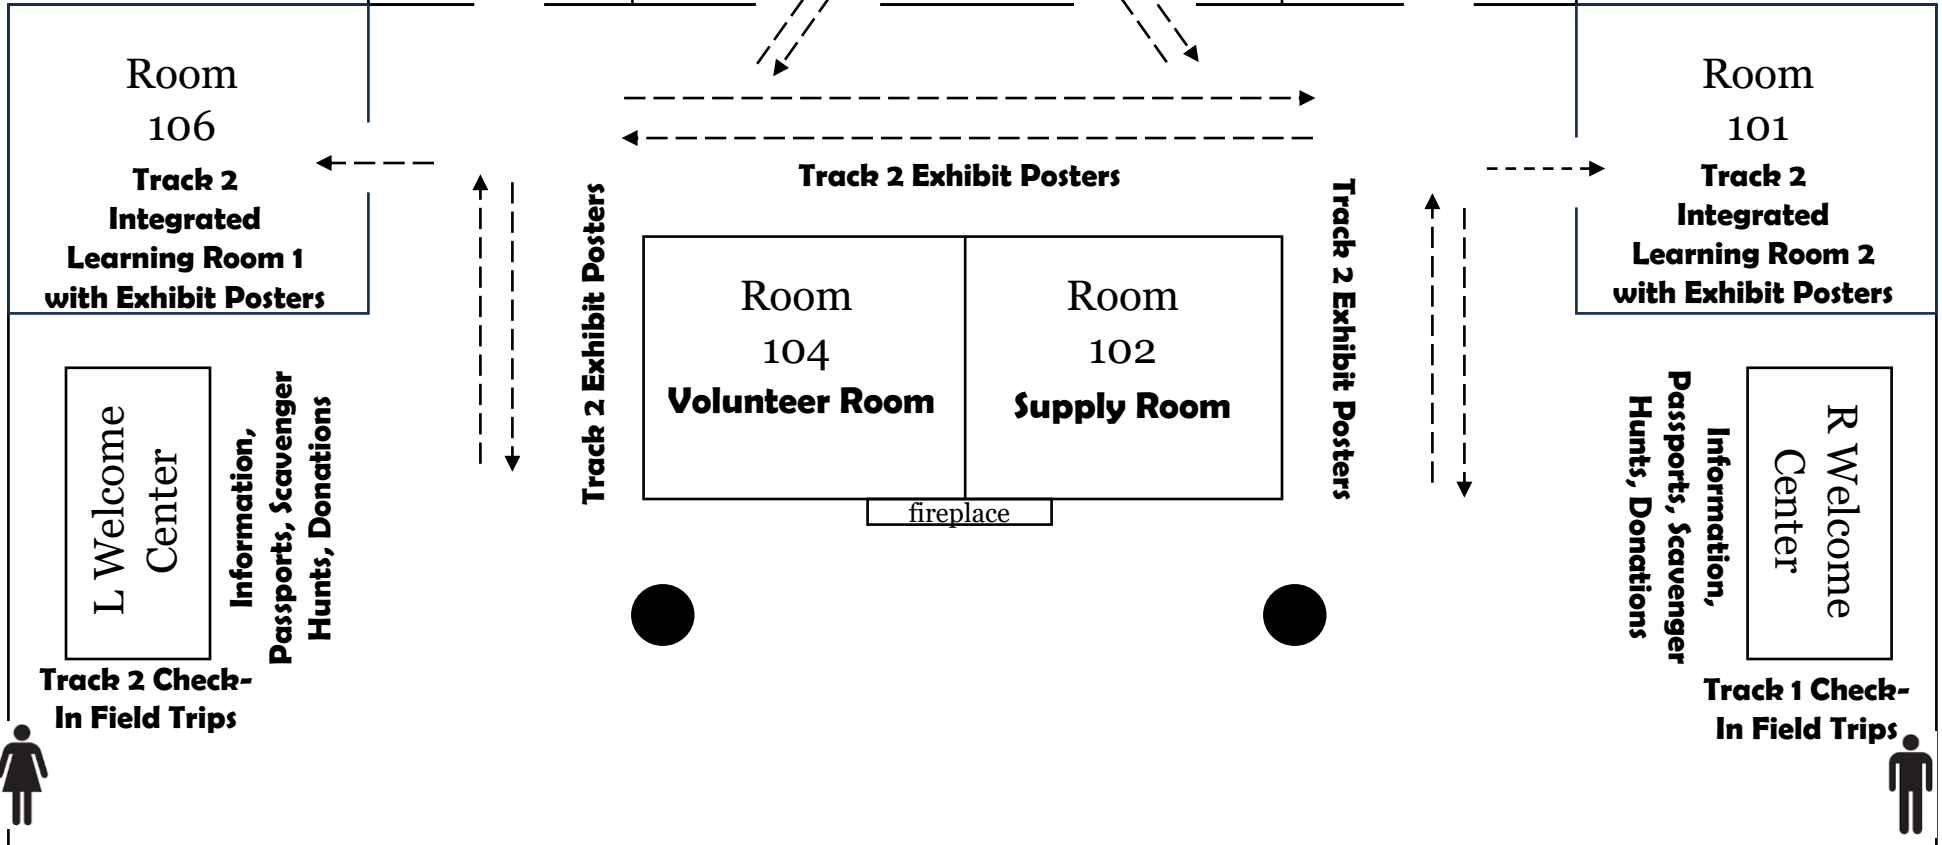 Room
106
Track 2
Integrated
Learning Room 1
with Exhibit Posters
Track 2 Exhibit Posters
Room
101
Track 2
Integrated
Learning Room 2
with Exhibit Posters
Track 2 Exhibit Posters
Room
104
Volunteer Room
Room
102
Supply Room
fireplace
Track 2 Exhibit Posters
L Welcome
Center
Information,
Passports, Scavenger
Hunts, Donations
Track 2 Check-
In Field Trips
R Welcome
Center
Information,
Passports, Scavenger
Hunts, Donations
Track 1 Check-
In Field Trips